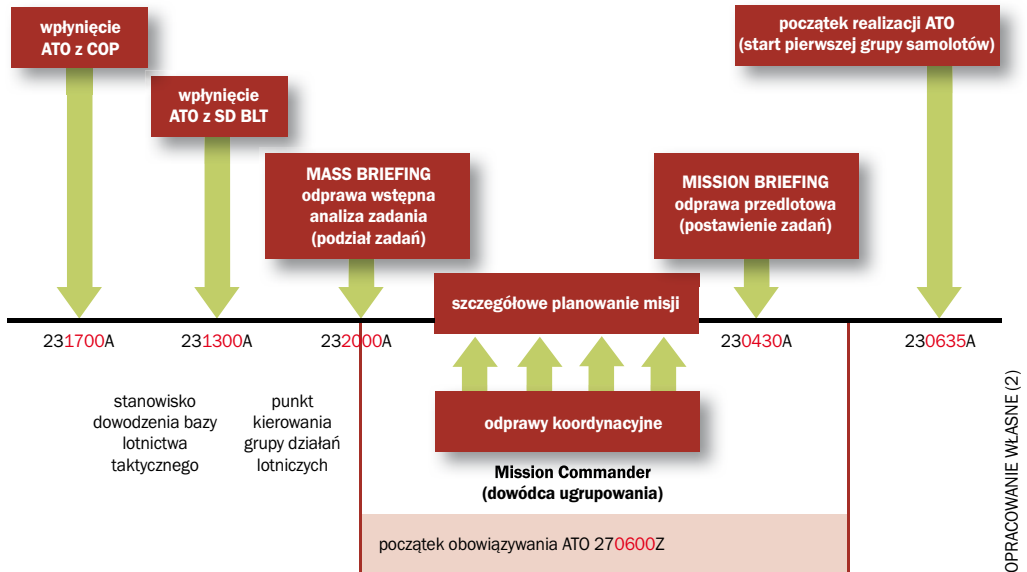 wpłynięcie
ATO z COP
wpłynięcie
ATO z SD BLT
MASS BRIEFING
odprawa wstępna
analiza zadania
(podział zadań)
szczegółowe planowanie misji
MISSION BRIEFING
odprawa przedlotowa
(postawienie zadań)
początek realizacji ATO
(start pierwszej grupy samolotów)
231700A
231300A
232000A
230430A
230635A
stanowisko
dowodzenia bazy
lotnictwa
taktycznego
punkt
kierowania
grupy działań
lotniczych
odprawy koordynacyjne
Mission Commander
(dowódca ugrupowania)
początek obowiązywania ATO 270600Z
OPRACOWANIE WŁASNE (2)